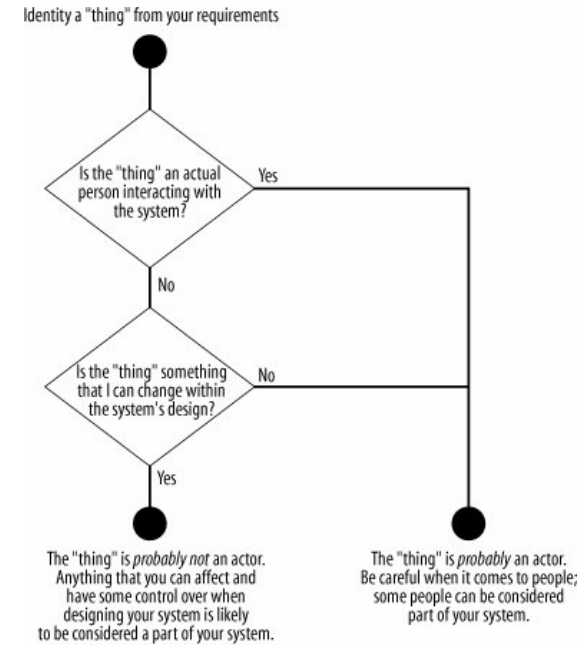 Identity a "thing" from your requirements
Is the "thing" an actual
person interacting with
the system?
Yes
No
Is the "thing" something
that I can change within
the system's design?
No
Yes
The "thing" is probably not an actor.
Anything that you can affect and
have some control over when
designing your system is likely
to be considered a part of your system.
The "thing" is probably an actor.
Be careful when it comes to people;
some people can be considered
part of your system.